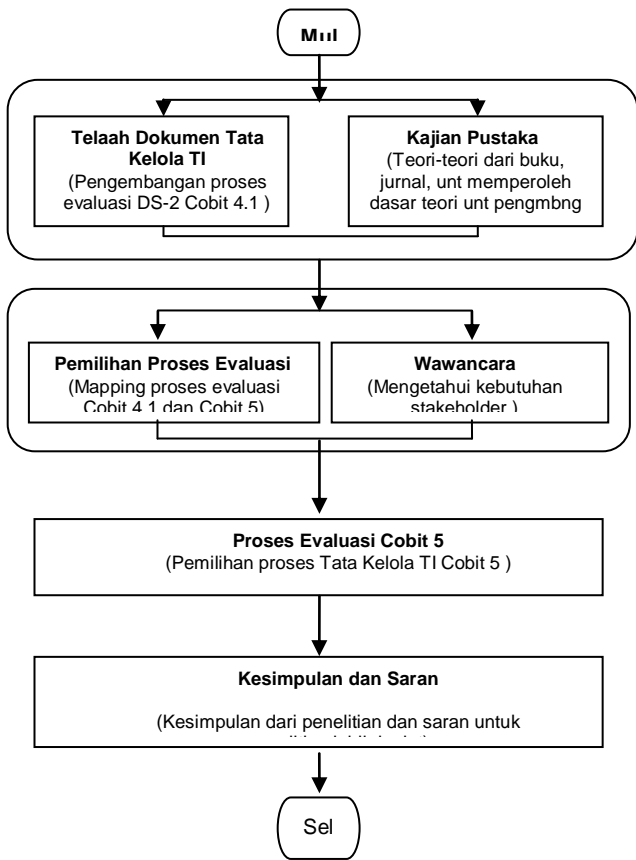 Mul
Telaah Dokumen Tata
Kelola TI
(Pengembangan proses
evaluasi DS-2 Cobit 4.1 )
Kajian Pustaka
(Teori-teori dari buku,
jurnal, unt memperoleh
dasar teori unt pengmbng
Pemilihan Proses Evaluasi
(Mapping proses evaluasi
Cobit 4.1 dan Cobit 5)
Wawancara
(Mengetahui kebutuhan
stakeholder )
Proses Evaluasi Cobit 5
(Pemilihan proses Tata Kelola TI Cobit 5 )
Kesimpulan dan Saran
(Kesimpulan dari penelitian dan saran untuk
Sel